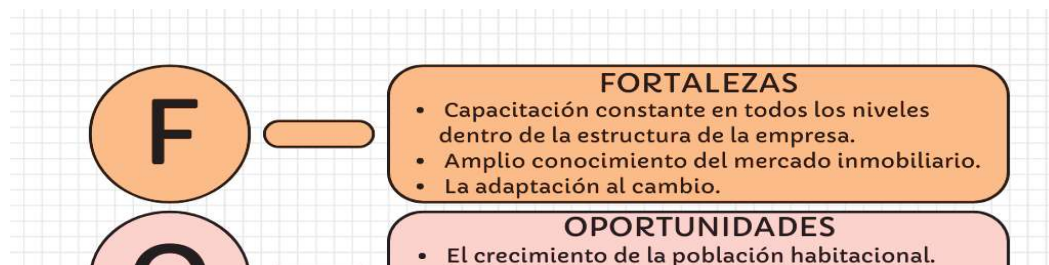 F
FORTALEZAS
• Capacitación constante en todos los niveles
dentro de la estructura de la empresa.
• Amplio conocimiento del mercado inmobiliario.
• La adaptación al cambio.
O
OPORTUNIDADES
• El crecimiento de la población habitacional.